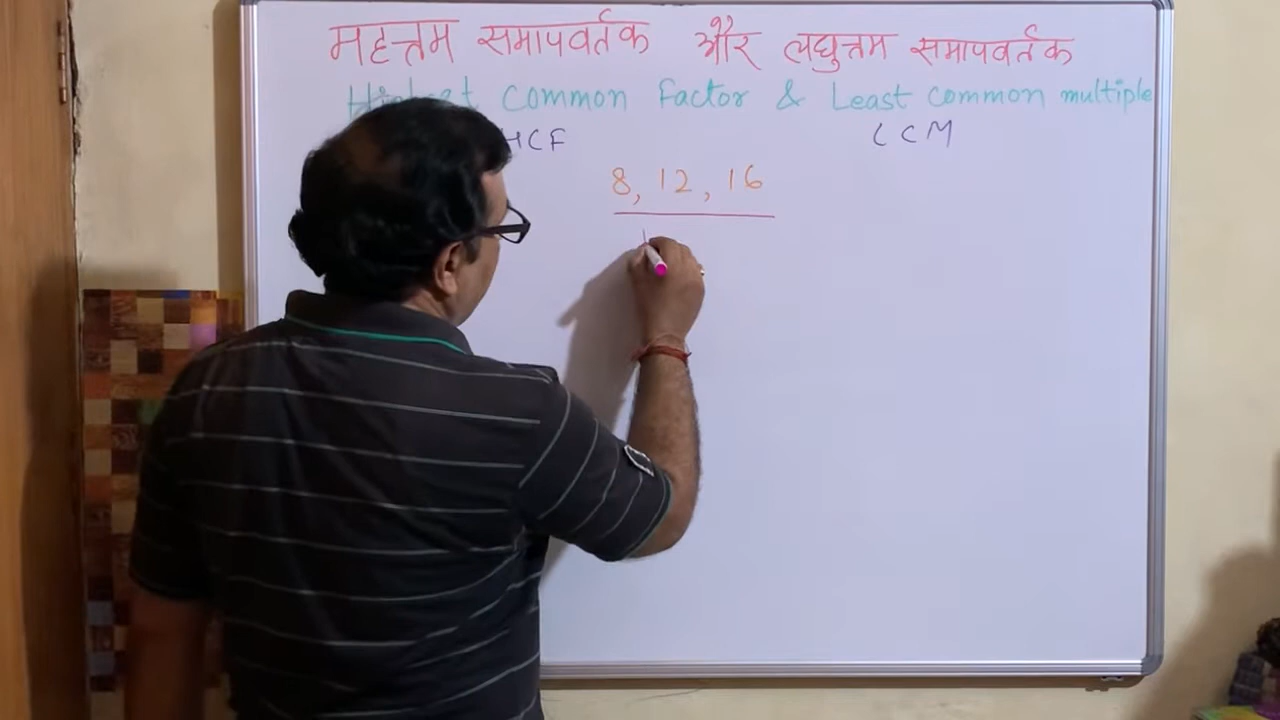 महत्तम समापवर्तक और लघुत्तम समापवर्तक
Highest Common Factor & Least Common multiple
HCF LCM
8, 12, 16